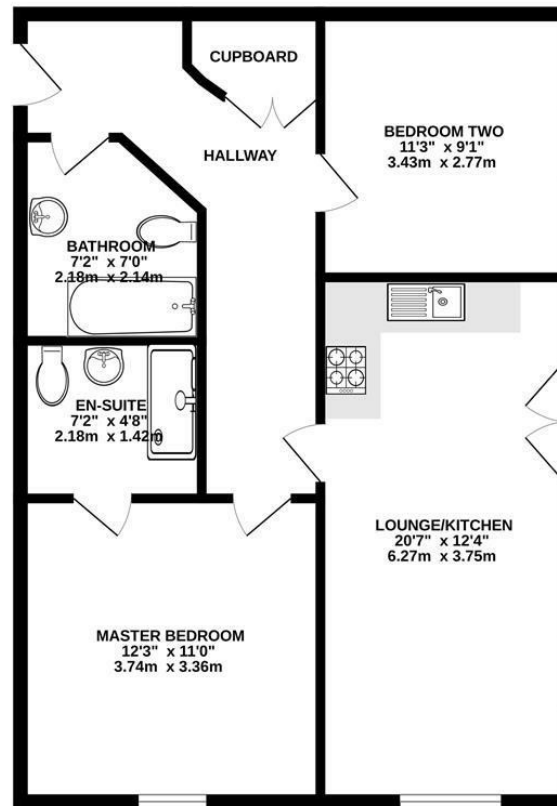 CUPBOARD
BEDROOM TWO
11'3" x 9'1"
3.43m x 2.77m
HALLWAY
BATHROOM
7'2" x 7'0"
2.18m x 2.14m
EN-SUITE
7'2" x 4'8"
2.18m x 1.42m
LOUNGE/KITCHEN
20'7" x 12'4"
6.27m x 3.75m
MASTER BEDROOM
12'3" x 11'0"
3.74m x 3.36m